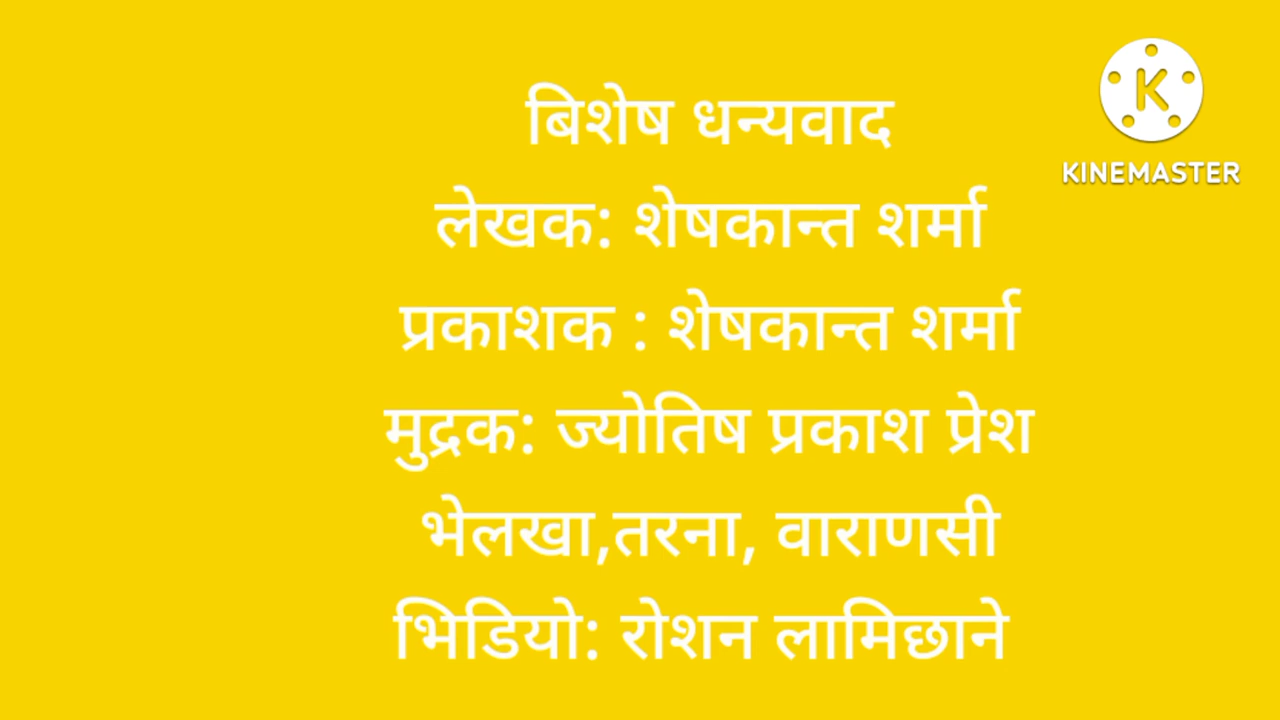 बिशेष धन्यवाद
लेखक: शेषकान्त शर्मा
प्रकाशक : शेषकान्त शर्मा
मुद्रक: ज्योतिष प्रकाश प्रेश
भेलखा,तरना, वाराणसी
भिडियो: रोशन लामिछाने
K
KINEMASTER